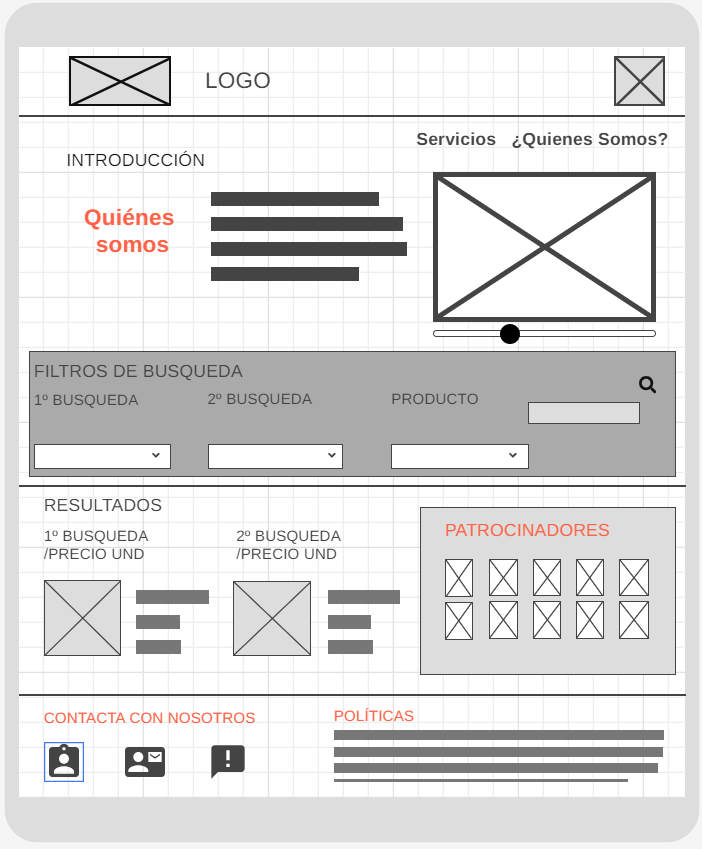 LOGO
Servicios ¿Quienes Somos?
INTRODUCCIÓN
Quiénes
somos
FILTROS DE BUSQUEDA
1º BUSQUEDA
2º BUSQUEDA
PRODUCTO
RESULTADOS
1º BUSQUEDA
/PRECIO UND
2º BUSQUEDA
/PRECIO UND
PATROCINADORES
CONTACTA CON NOSOTROS
POLÍTICAS